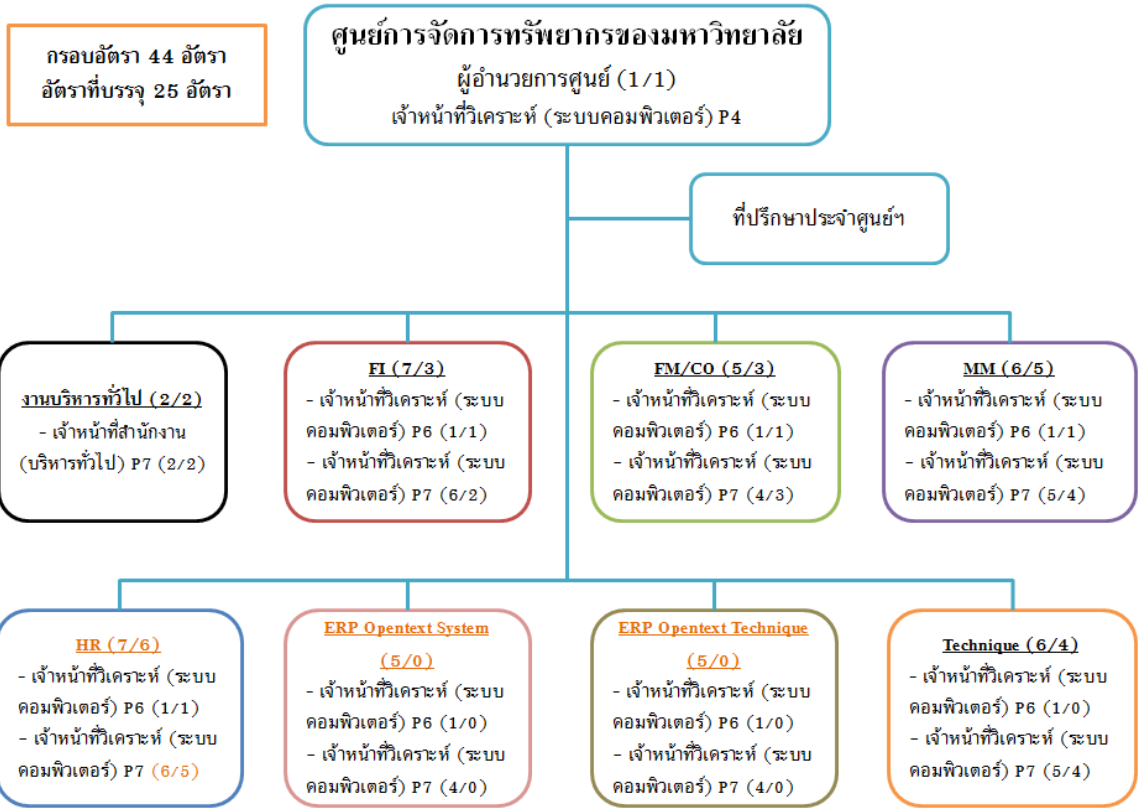 กรอบอัตรา 44 อัตรา
อัตราที่บรรจุ 25 อัตรา
ศูนย์การจัดการทรัพยากรของมหาวิทยาลัย
ผู้อำนวยการศูนย์ (1/1)
เจ้าหน้าที่วิเคราะห์ (ระบบคอมพิวเตอร์) P4
ที่ปรึกษาประจำศูนย์ฯ
งานบริหารทั่วไป (2/2)
- เจ้าหน้าที่สำนักงาน
(บริหารทั่วไป) P7 (2/2)
FI (7/3)
- เจ้าหน้าที่วิเคราะห์ (ระบบ
คอมพิวเตอร์) P6 (1/1)
- เจ้าหน้าที่วิเคราะห์ (ระบบ
คอมพิวเตอร์) P7 (6/2)
FM/CO (5/3)
- เจ้าหน้าที่วิเคราะห์ (ระบบ
คอมพิวเตอร์) P6 (1/1)
- เจ้าหน้าที่วิเคราะห์ (ระบบ
คอมพิวเตอร์) P7 (4/3)
MM (6/5)
- เจ้าหน้าที่วิเคราะห์ (ระบบ
คอมพิวเตอร์) P6 (1/1)
- เจ้าหน้าที่วิเคราะห์ (ระบบ
คอมพิวเตอร์) P7 (5/4)
HR (7/6)
- เจ้าหน้าที่วิเคราะห์ (ระบบ
คอมพิวเตอร์) P6 (1/1)
- เจ้าหน้าที่วิเคราะห์ (ระบบ
คอมพิวเตอร์) P7 (6/5)
ERP Opentext System
(5/0)
- เจ้าหน้าที่วิเคราะห์ (ระบบ
คอมพิวเตอร์) P6 (1/0)
- เจ้าหน้าที่วิเคราะห์ (ระบบ
คอมพิวเตอร์) P7 (4/0)
ERP Opentext Technique
(5/0)
- เจ้าหน้าที่วิเคราะห์ (ระบบ
คอมพิวเตอร์) P6 (1/0)
- เจ้าหน้าที่วิเคราะห์ (ระบบ
คอมพิวเตอร์) P7 (4/0)
Technique (6/4)
- เจ้าหน้าที่วิเคราะห์ (ระบบ
คอมพิวเตอร์) P6 (1/0)
- เจ้าหน้าที่วิเคราะห์ (ระบบ
คอมพิวเตอร์) P7 (5/4)